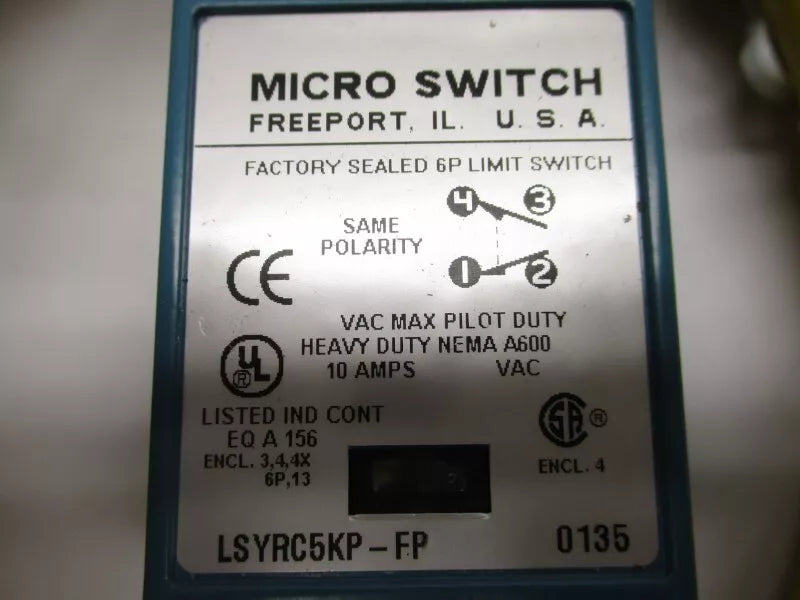 MICRO SWITCH
FREEPORT, IL. U. S. A.
FACTORY SEALED 6P LIMIT SWITCH
4 3
SAME
POLARITY
1 2
CE
VAC MAX PILOT DUTY
HEAVY DUTY NEMA A600
10 AMPS VAC
UL ®
LISTED IND CONT
EQ A 156
SA ®
ENCL. 3,4,4X
6P,13
ENCL. 4
LSYRC5KP-FP 0135